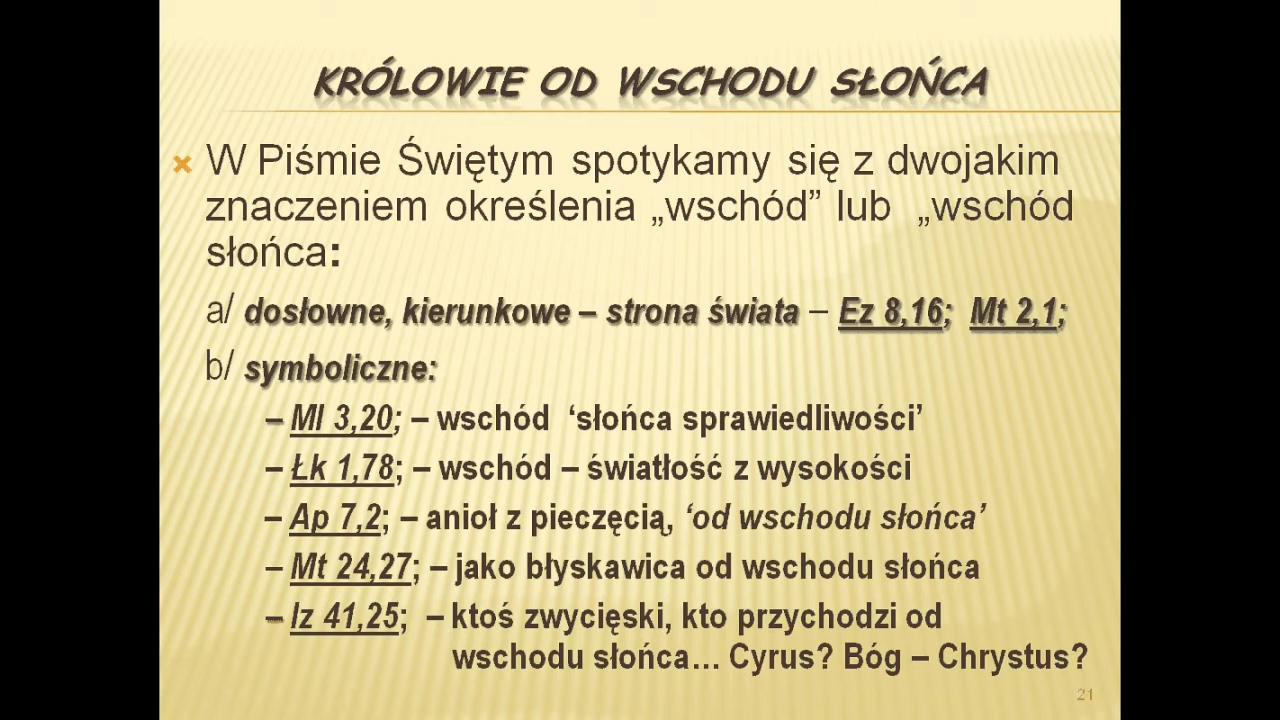 KRÓLOWIE OD WSCHODU SŁOŃCA
W Piśmie Świętym spotykamy się z dwojakim
znaczeniem określenia „wschód” lub „wschód
słońca:
a/ dosłowne, kierunkowe – strona świata – Ez 8,16; Mt 2,1;
b/ symboliczne:
– Ml 3,20; – wschód ‘słońca sprawiedliwości’
– Łk 1,78; – wschód – światłość z wysokości
– Ap 7,2; – anioł z pieczęcią, ‘od wschodu słońca’
– Mt 24,27; – jako błyskawica od wschodu słońca
– Iz 41,25; – ktoś zwycięski, kto przychodzi od
wschodu słońca... Cyrus? Bóg – Chrystus?
21